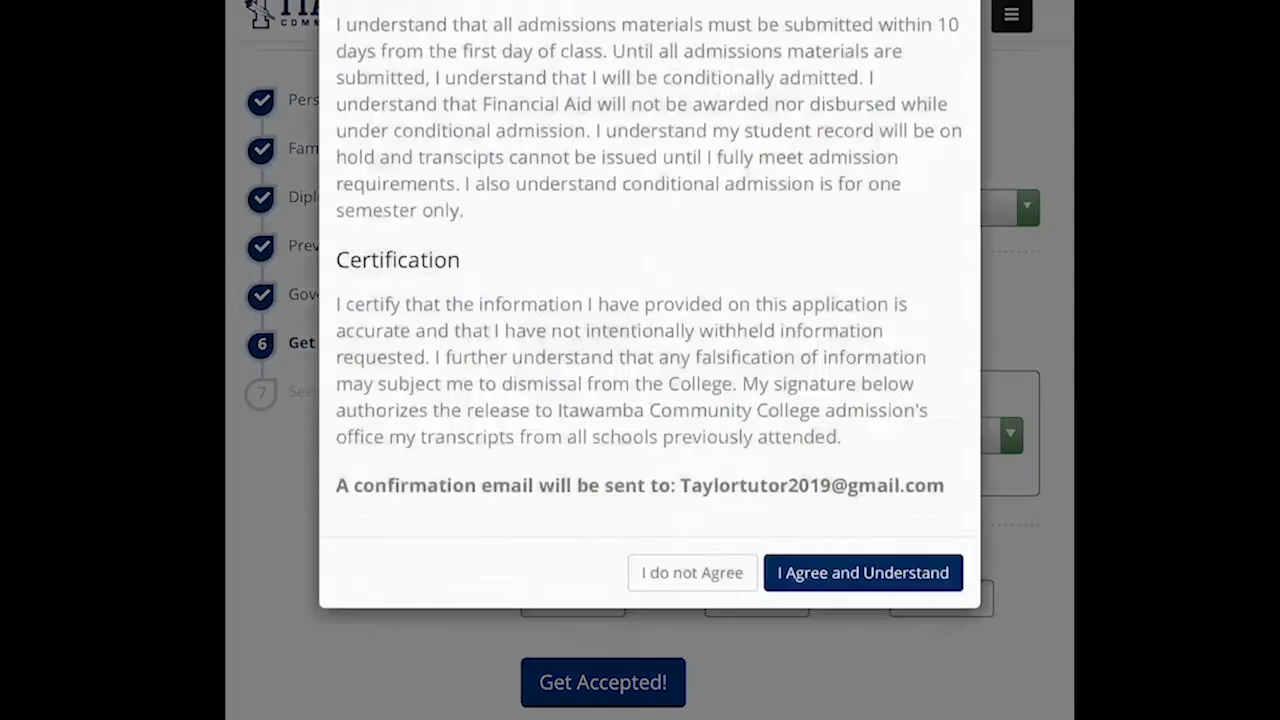 I understand that all admissions materials must be submitted within 10
days from the first day of class. Until all admissions materials are
submitted, I understand that I will be conditionally admitted. I
understand that Financial Aid will not be awarded nor disbursed while
under conditional admission. I understand my student record will be on
hold and transcipts cannot be issued until I fully meet admission
requirements. I also understand conditional admission is for one
semester only.
Certification
I certify that the information I have provided on this application is
accurate and that I have not intentionally withheld information
requested. I further understand that any falsification of information
may subject me to dismissal from the College. My signature below
authorizes the release to Itawamba Community College admission's
office my transcripts from all schools previously attended.
A confirmation email will be sent to: Taylortutor2019@gmail.com
I do not Agree
I Agree and Understand
Pers
Fam
Diplo
Prev
Gov
6 Get
7 See
Get Accepted!